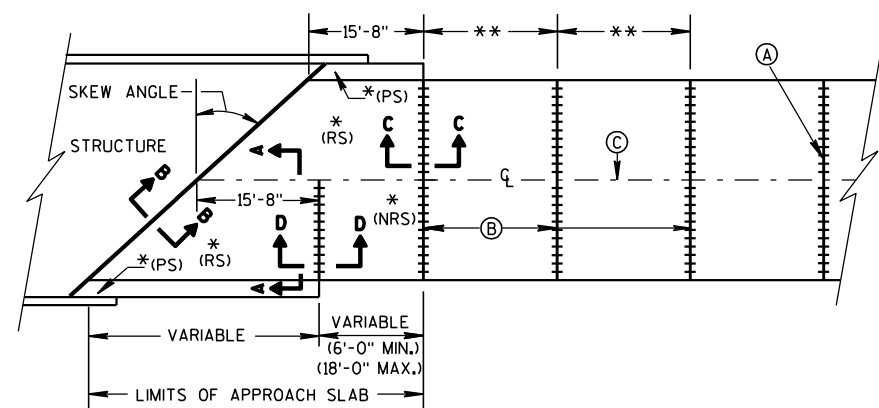 15'-8"
**
**
A
SKEW ANGLE
*(PS)
*
(RS)
C
C
STRUCTURE
A
C
B
℄
15'-8"
*
(NRS)
B
D
D
B
*
(RS)
*(PS)
A
VARIABLE
VARIABLE
(6'-0" MIN.)
(18'-0" MAX.)
LIMITS OF APPROACH SLAB